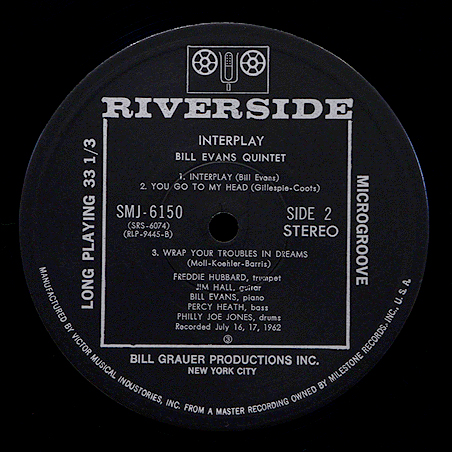 RIVERSIDE
INTERPLAY
BILL EVANS QUINTET
1. INTERPLAY (Bill Evans)
2. YOU GO TO MY HEAD (Gillespie-Coots)
SMJ-6150
(SRS-6074)
(RLP-9445-B)
SIDE 2
STEREO
3. WRAP YOUR TROUBLES IN DREAMS
(Moll-Koehler-Barris)
FREDDIE HUBBARD, trumpet
JIM HALL, guitar
BILL EVANS, piano
PERCY HEATH, bass
PHILLY JOE JONES, drums
Recorded July 16, 17, 1962
③
LONG PLAYING 33 1/3
MICROGROOVE
BILL GRAUER PRODUCTIONS INC.
NEW YORK CITY
MANUFACTURED BY VICTOR MUSICAL INDUSTORIES, INC. FROM A MASTER RECORDING OWNED BY MILESTONE RECORDS, INC., U.S.A.